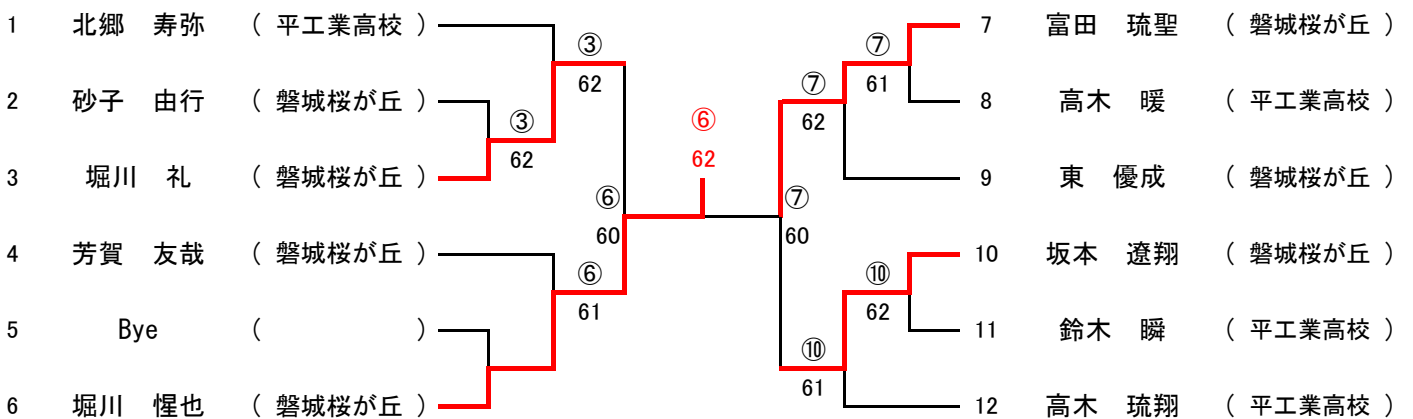 1 北郷 寿弥 ( 平工業高校 )
③
62
2 砂子 由行 ( 磐城桜が丘 )
③
62
3 堀川 礼 ( 磐城桜が丘 )
⑥
60
4 芳賀 友哉 ( 磐城桜が丘 )
⑥
61
5 Bye ( )
6 堀川 惺也 ( 磐城桜が丘 )
⑥
62
7 富田 琉聖 ( 磐城桜が丘 )
⑦
61
8 高木 暖 ( 平工業高校 )
⑦
62
9 東 優成 ( 磐城桜が丘 )
⑦
60
10 坂本 遼翔 ( 磐城桜が丘 )
⑩
62
11 鈴木 瞬 ( 平工業高校 )
⑩
61
12 高木 琉翔 ( 平工業高校 )